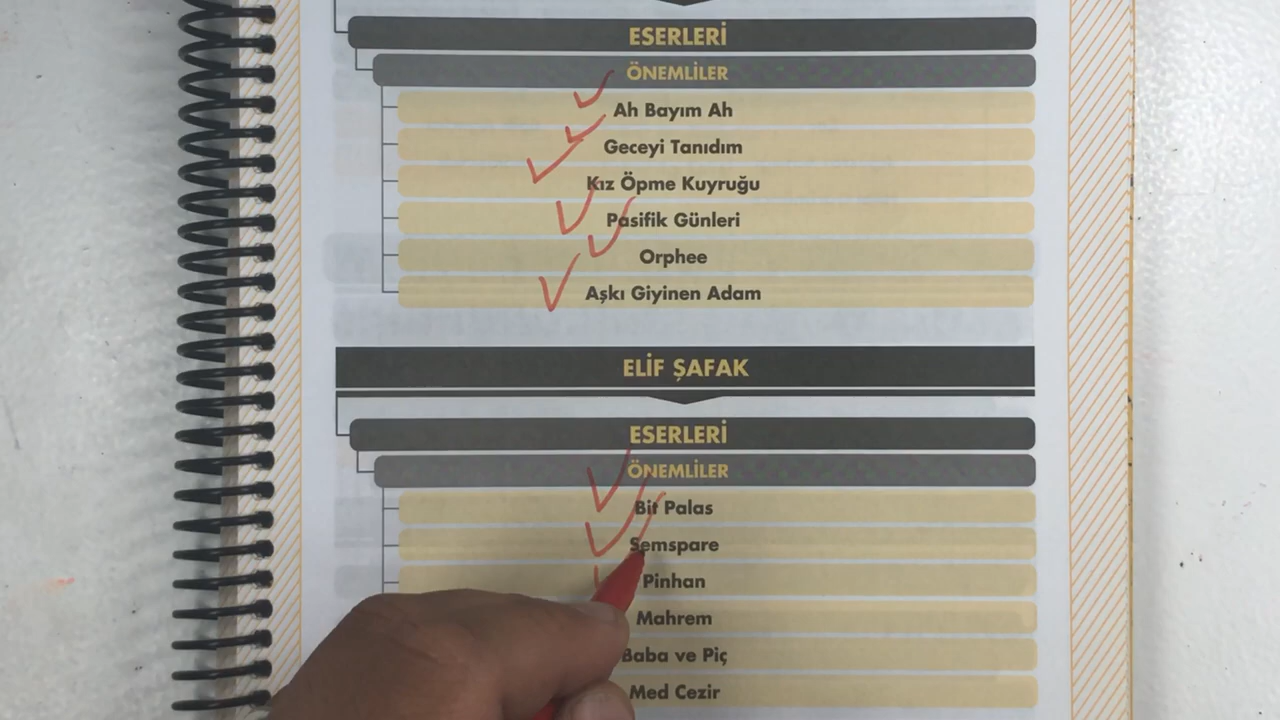 ESERLERİ
ÖNEMLİLER
Ah Bayım Ah
Geceyi Tanıdım
Kız Öpme Kuyruğu
Pasifik Günleri
Orphee
Aşkı Giyinen Adam
ELİF ŞAFAK
ESERLERİ
ÖNEMLİLER
Bit Palas
Semspare
Pinhan
Mahrem
Baba ve Piç
Med Cezir